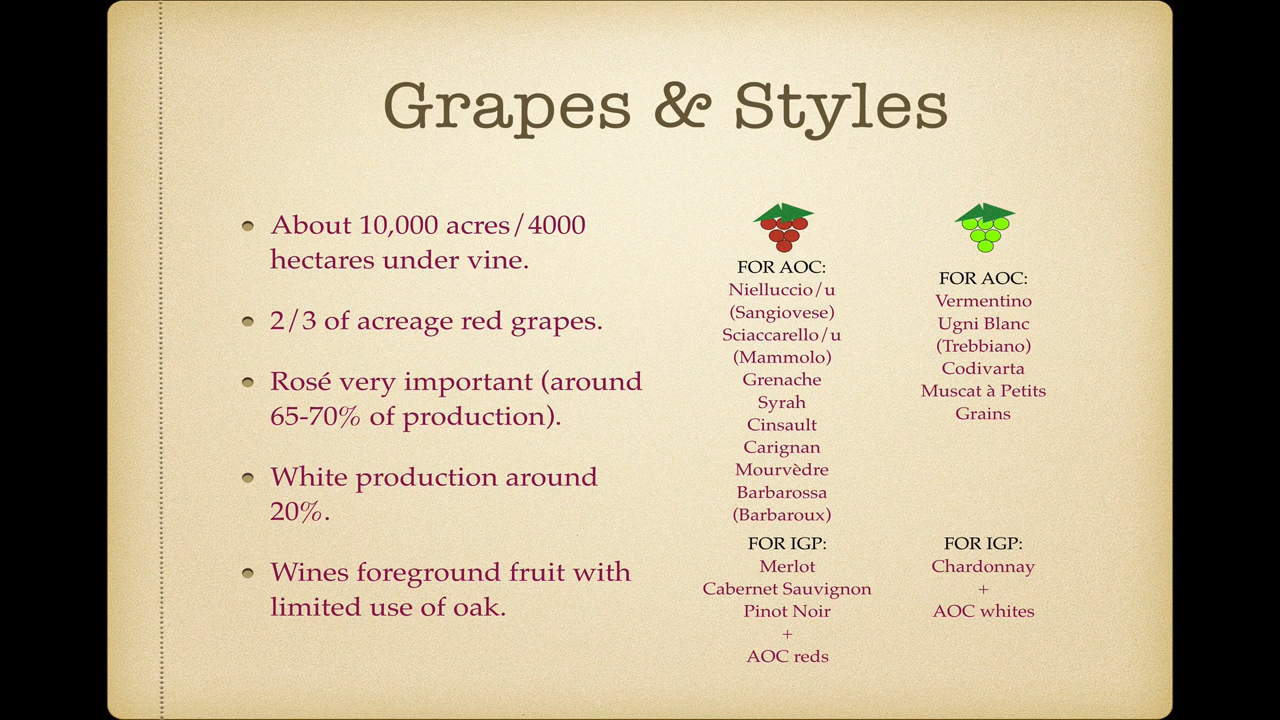 Grapes & Styles
About 10,000 acres/4000
hectares under vine.
2/3 of acreage red grapes.
Rosé very important (around
65-70% of production).
White production around
20%.
Wines foreground fruit with
limited use of oak.
FOR AOC:
Nielluccio/u
(Sangiovese)
Sciaccarello/u
(Mammolo)
Grenache
Syrah
Cinsault
Carignan
Mourvèdre
Barbarossa
(Barbaroux)
FOR IGP:
Merlot
Cabernet Sauvignon
Pinot Noir
+
AOC reds
FOR AOC:
Vermentino
Ugni Blanc
(Trebbiano)
Codivarta
Muscat à Petits
Grains
FOR IGP:
Chardonnay
+
AOC whites